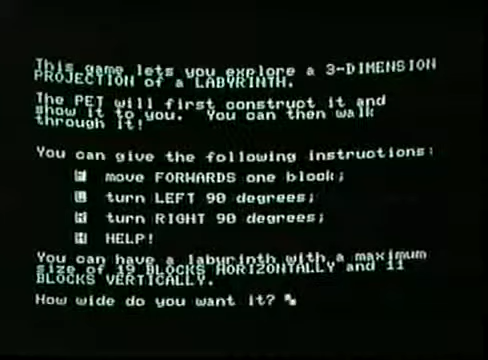 This game lets you explore a 3-DIMENSION
PROJECTION of a LABYRINTH.
The PET will first construct it and
show it to you. You can then walk
through it!
You can give the following instructions:
move FORWARDS one block;
turn LEFT 90 degrees;
turn RIGHT 90 degrees;
HELP!
You can have a labyrinth with a maximum
size of 19 BLOCKS HORIZONTALLY and 11
BLOCKS VERTICALLY.
How wide do you want it?